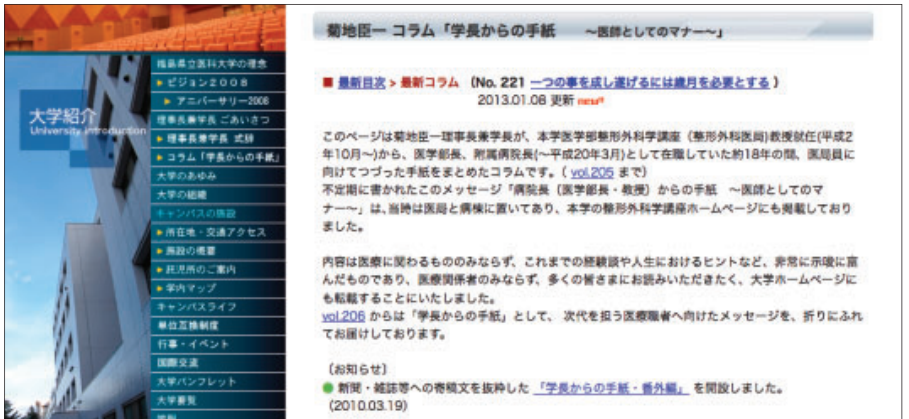 大学紹介
University introduction
福島県立医科大学の理念
ビジョン2008
アニバーサリー2008
理事長兼学長 ごあいさつ
理事長兼学長 式辞
コラム「学長からの手紙」
大学のあゆみ
大学の組織
キャンパスの施設
所在地・交通アクセス
施設の概要
託児所のご案内
学内マップ
キャンパスライフ
単位互換制度
行事・イベント
国際交流
大学パンフレット
大学要覧
菊地臣一 コラム「学長からの手紙　～医師としてのマナー～」
■ 最新目次 > 最新コラム （No. 221 一つの事を成し遂げるには歳月を必要とする ）
2013.01.08 更新 new!!
このページは菊地臣一理事長兼学長が、本学医学部整形外科学講座（整形外科医局)教授就任(平成2
年10月～)から、医学部長、附属病院長(～平成20年3月)として在職していた約18年の間、医局員に
向けてつづった手紙をまとめたコラムです。（ vol.205 まで）
不定期に書かれたこのメッセージ「病院長（医学部長・教授）からの手紙　～医師としてのマ
ナー～」は、当時は医局と病棟に置いてあり、本学の整形外科学講座ホームページにも掲載しており
ました。
内容は医療に関わるもののみならず、これまでの経験談や人生におけるヒントなど、非常に示唆に富
んだものであり、医療関係者のみならず、多くの皆さまにお読みいただきたく、大学ホームページに
も転載することにいたしました。
vol.206 からは「学長からの手紙」として、 次代を担う医療職者へ向けたメッセージを、折りにふれ
てお届けしております。
（お知らせ）
● 新聞・雑誌等への寄稿文を抜粋した 「学長からの手紙・番外編」 を開設しました。
（2010.03.19）